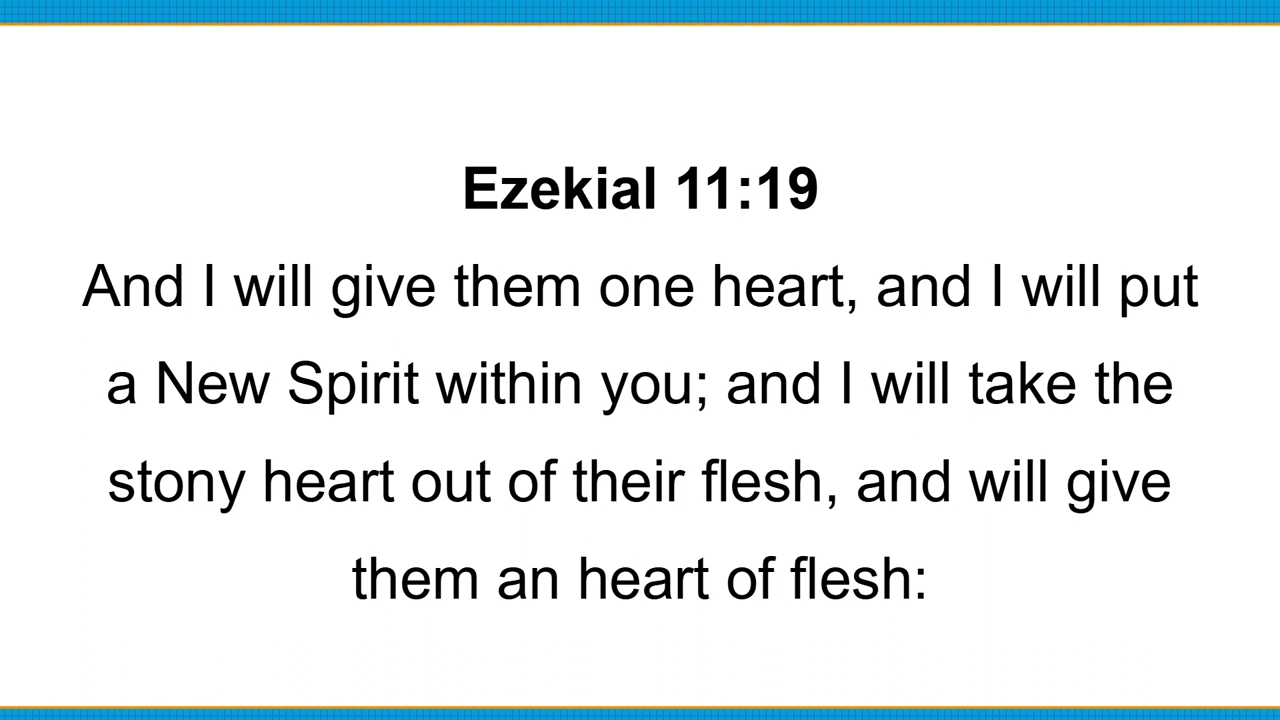 Ezekial 11:19
And I will give them one heart, and I will put
a New Spirit within you; and I will take the
stony heart out of their flesh, and will give
them an heart of flesh: